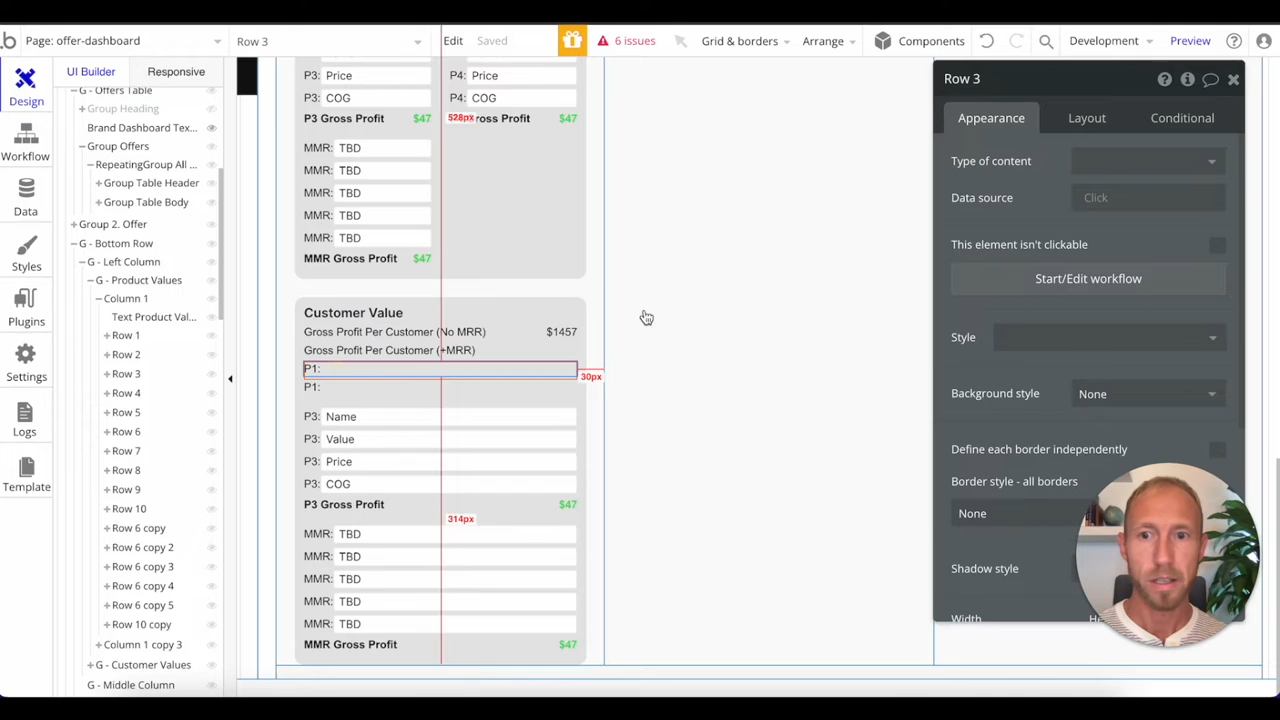 b Page: offer-dashboard Row 3 Edit Saved 6 issues Grid & borders Arrange Components Development Preview
UI Builder Responsive
Design
Workflow
Data
Styles
Plugins
Settings
Logs
Template
G - Offers Table
Group Heading
Brand Dashboard Tex...
Group Offers
RepeatingGroup All ...
Group Table Header
Group Table Body
Group 2. Offer
G - Bottom Row
G - Left Column
G - Product Values
Column 1
Text Product Val...
Row 1
Row 2
Row 3
Row 4
Row 5
Row 6
Row 7
Row 8
Row 9
Row 10
Row 6 copy
Row 6 copy 2
Row 6 copy 3
Row 6 copy 4
Row 6 copy 5
Row 10 copy
Column 1 copy 3
G - Customer Values
G - Middle Column
P3: Price P4: Price
P3: COG P4: COG
P3 Gross Profit $47 528px ross Profit $47
MMR: TBD
MMR: TBD
MMR: TBD
MMR: TBD
MMR: TBD
MMR Gross Profit $47
Customer Value
Gross Profit Per Customer (No MRR) $1457
Gross Profit Per Customer (+MRR)
P1:
30px
P1:
P3: Name
P3: Value
P3: Price
P3: COG
P3 Gross Profit $47
314px
MMR: TBD
MMR: TBD
MMR: TBD
MMR: TBD
MMR: TBD
MMR Gross Profit $47
Row 3
Appearance Layout Conditional
Type of content
Data source Click
This element isn't clickable
Start/Edit workflow
Style
Background style None
Define each border independently
Border style - all borders
None
Shadow style
Width